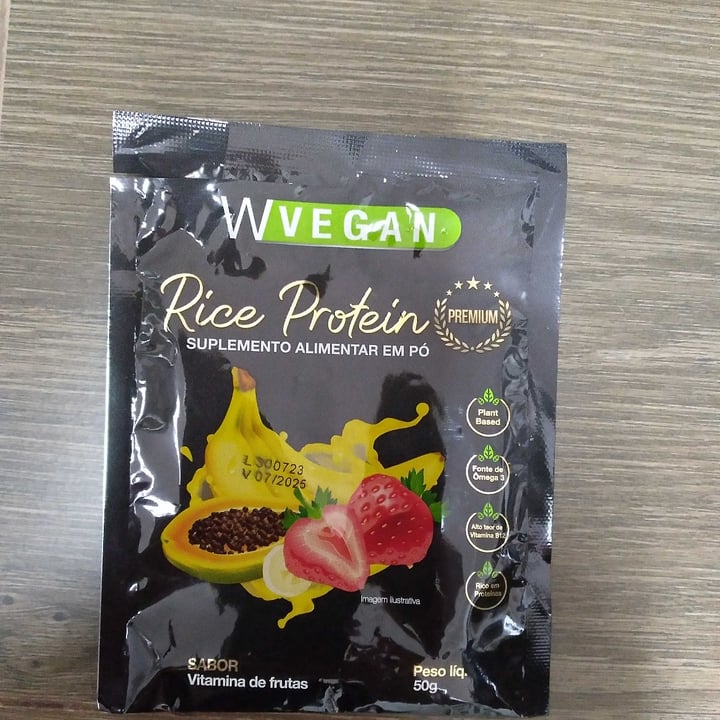 WVEGAN
Rice Protein
PREMIUM
SUPLEMENTO ALIMENTAR EM PÓ
Plant
Based
L 300723
V 07/2025
Fonte de
Ômega 3
Alto teor de
Vitamina B12
Rico em
Proteínas
Imagem ilustrativa
SABOR
Vitamina de frutas
Peso líq.
50g